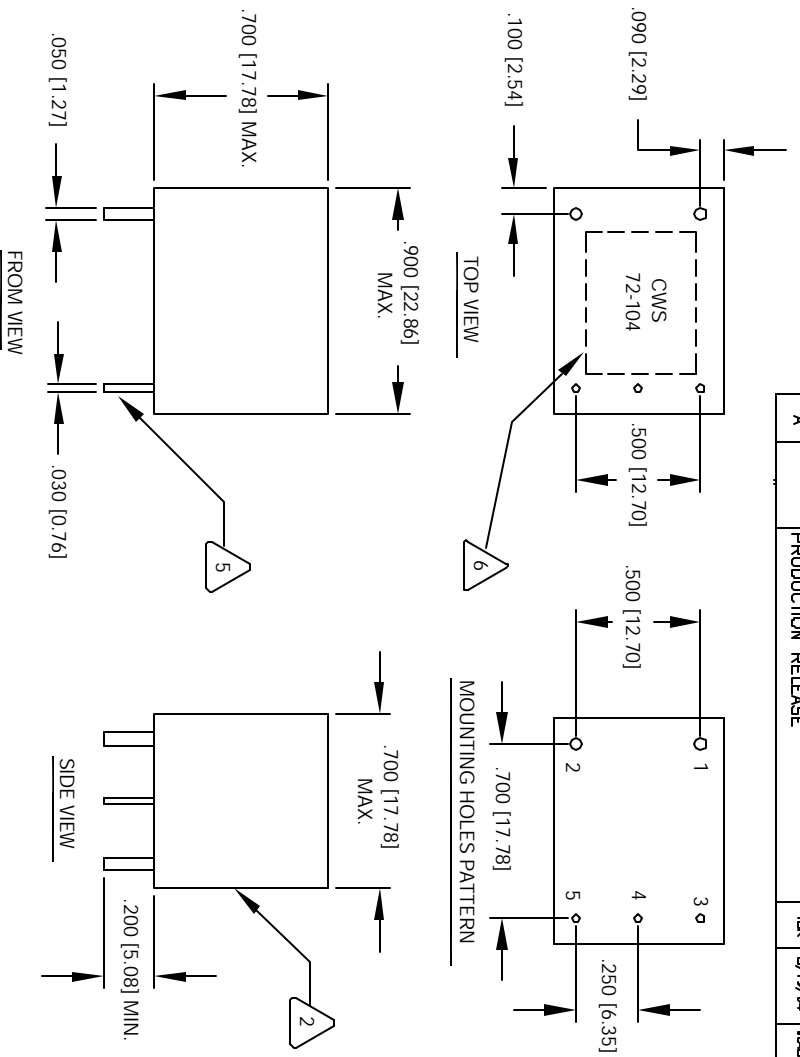 A
PRODUCTION RELEASE
.090 [2.29]
.100 [2.54]
CWS
72-104
.500 [12.70]
TOP VIEW
6
.500 [12.70]
1
2
3
4
5
.700 [17.78]
.250 [6.35]
MOUNTING HOLES PATTERN
.700 [17.78] MAX.
.900 [22.86]
MAX.
.050 [1.27]
.030 [0.76]
5
FROM VIEW
.700 [17.78]
MAX.
.200 [5.08] MIN.
2
SIDE VIEW